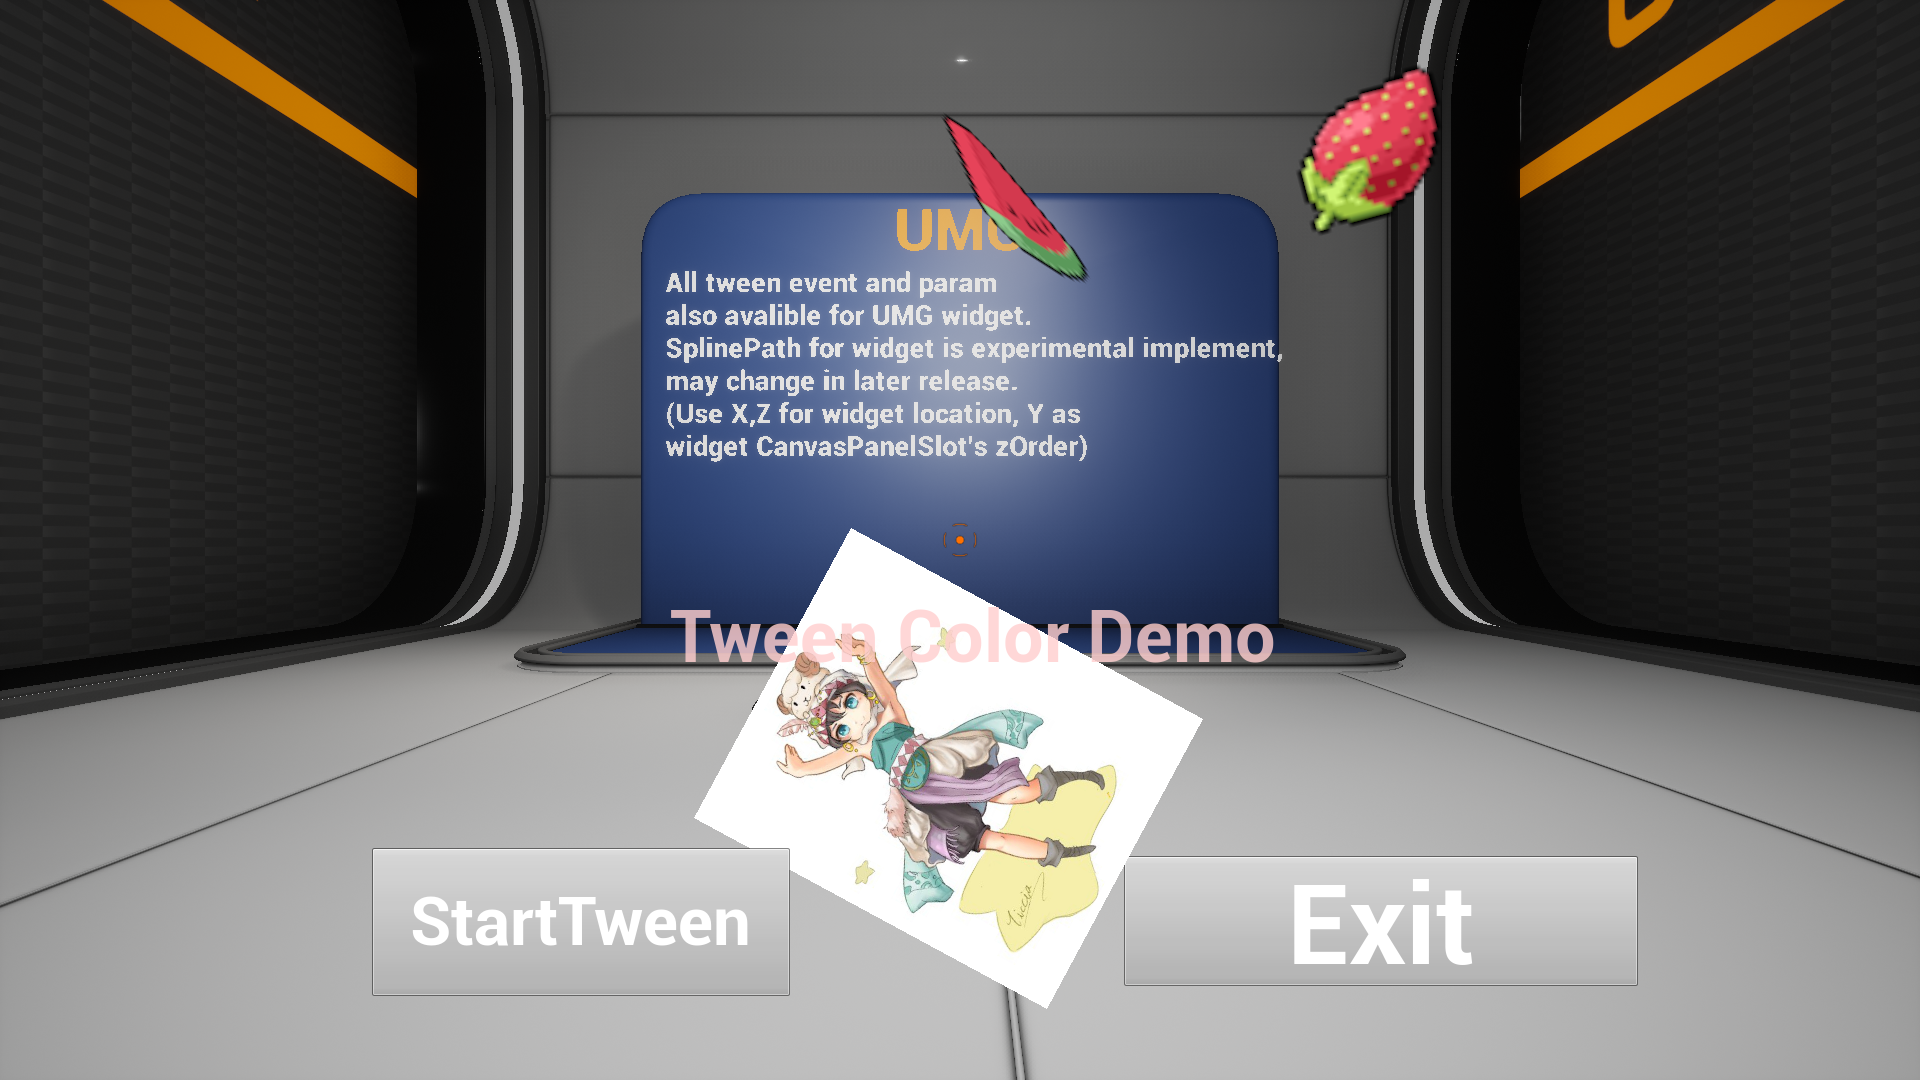 UMG
All tween event and param
also avalible for UMG widget.
SplinePath for widget is experimental implement,
may change in later release.
(Use X,Z for widget location, Y as
widget CanvasPanelSlot's zOrder)
Tween Color Demo
StartTween
Exit